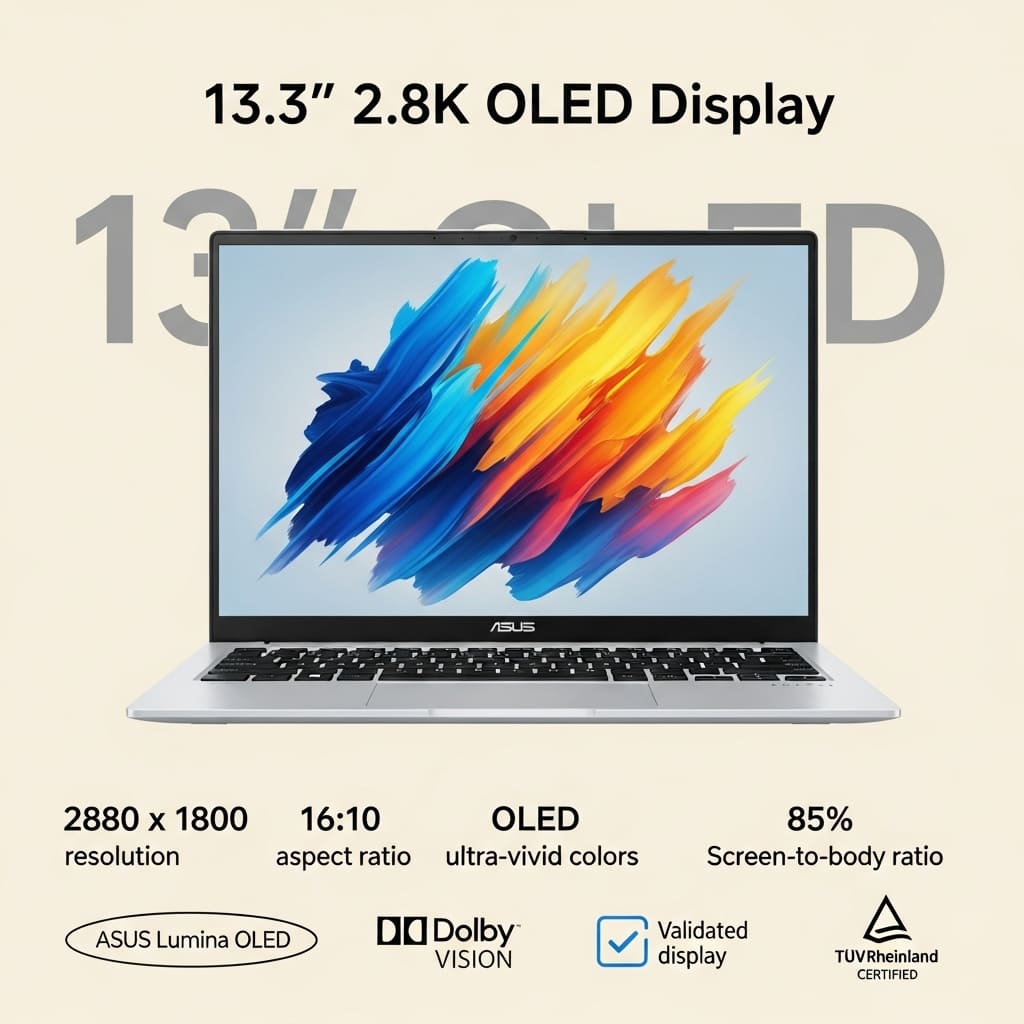 13.3” 2.8K OLED Display
13” OLED
ASUS
2880 x 1800
resolution
16:10
aspect ratio
OLED
ultra-vivid colors
85%
Screen-to-body ratio
ASUS Lumina OLED
Dolby
VISION
Validated
display
TÜVRheinland
CERTIFIED